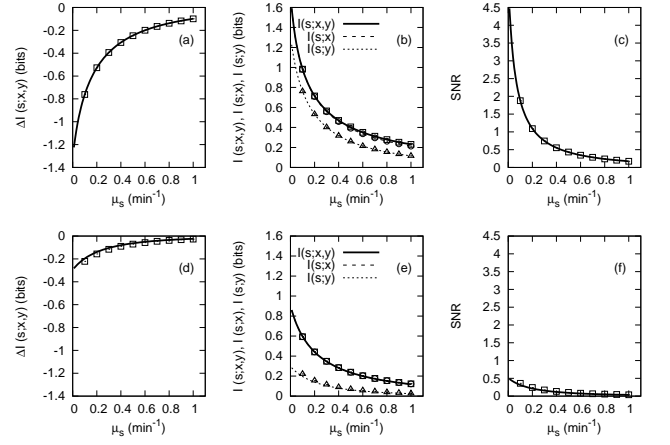 0
-0.2
-0.4
-0.6
-0.8
-1
-1.2
-1.4
0 0.2 0.4 0.6 0.8 1
μs (min-1)
ΔI (s;x,y) (bits)
(a)
1.6
1.4
1.2
1
0.8
0.6
0.4
0.2
0
0 0.2 0.4 0.6 0.8 1
μs (min-1)
I (s;x,y), I (s;x), I (s;y) (bits)
I(s;x,y)
I(s;x)
I(s;y)
(b)
4.5
4
3.5
3
2.5
2
1.5
1
0.5
0
0 0.2 0.4 0.6 0.8 1
μs (min-1)
SNR
(c)
0
-0.2
-0.4
-0.6
-0.8
-1
-1.2
-1.4
0 0.2 0.4 0.6 0.8 1
μs (min-1)
ΔI (s;x,y) (bits)
(d)
1.6
1.4
1.2
1
0.8
0.6
0.4
0.2
0
0 0.2 0.4 0.6 0.8 1
μs (min-1)
I (s;x,y), I (s;x), I (s;y) (bits)
I(s;x,y)
I(s;x)
I(s;y)
(e)
4.5
4
3.5
3
2.5
2
1.5
1
0.5
0
0 0.2 0.4 0.6 0.8 1
μs (min-1)
SNR
(f)